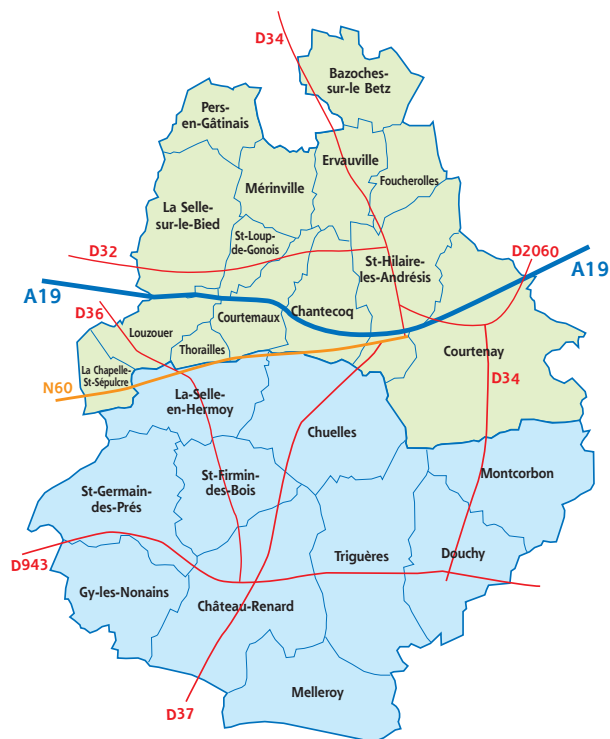 D34
Bazoches-
sur-le Betz
Pers-
en-Gâtinais
Ervauville
Foucherolles
Mérinville
La Selle
sur-le-Bied
St-Loup-
de-Gonois
D32
St-Hilaire-
les-Andrésis
D2060
A19
A19
D36
Louzouer
Courtemaux
Chantecoq
Thorailles
Courtenay
La Chapelle-
St-Sépulcre
N60
D34
La-Selle-
en-Hermoy
Chuelles
Montcorbon
St-Germain-
des-Prés
St-Firmin-
des-Bois
D943
Triguères
Douchy
Gy-les-Nonains
Château-Renard
Melleroy
D37